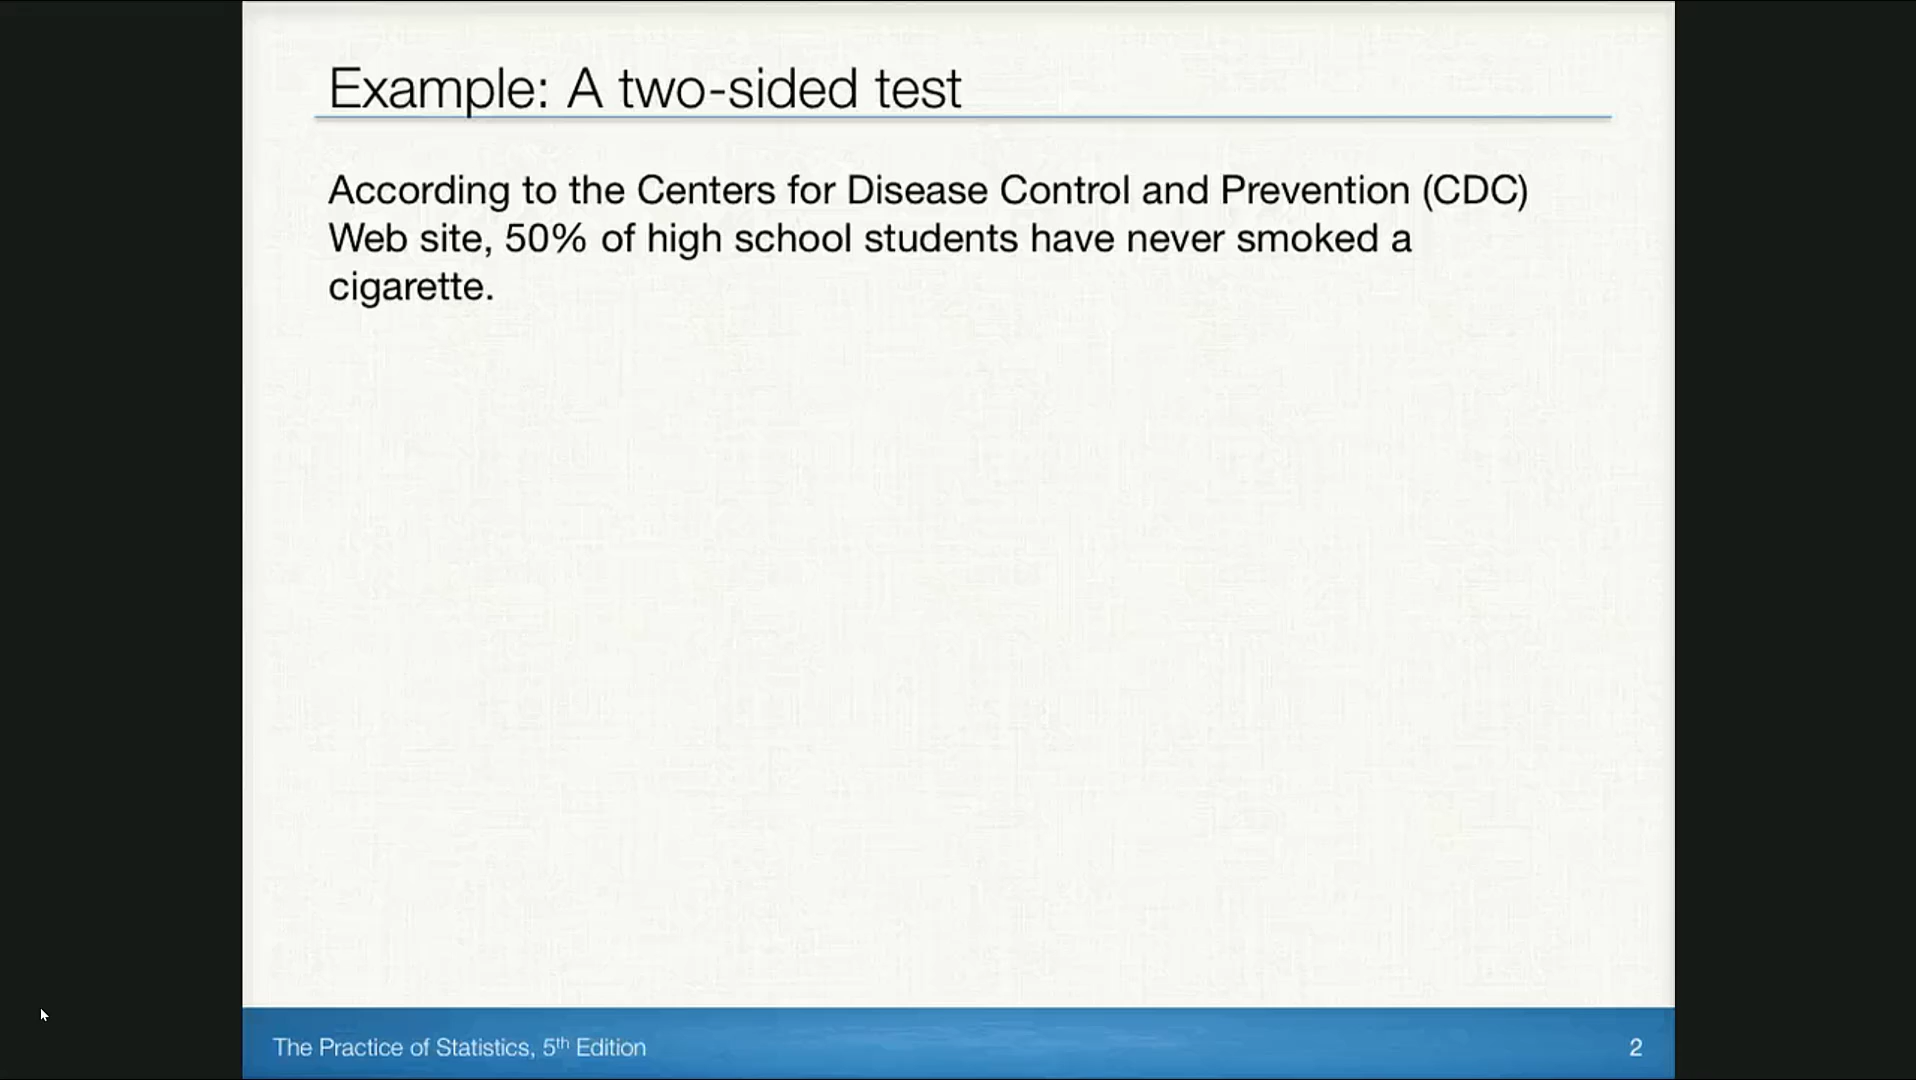 Example: A two-sided test
According to the Centers for Disease Control and Prevention (CDC)
Web site, 50% of high school students have never smoked a
cigarette.
The Practice of Statistics, 5th Edition
2